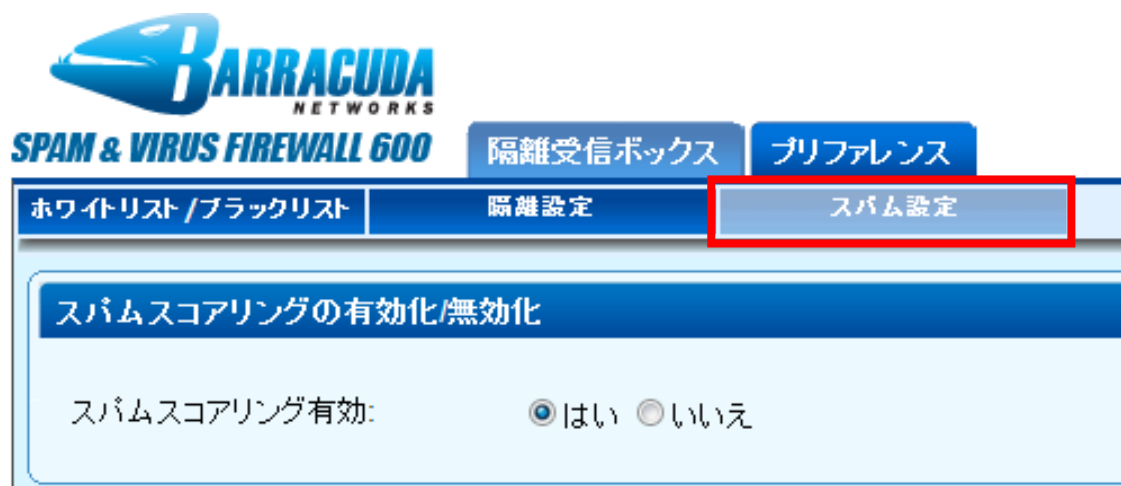 BARRACUDA
NETWORKS
SPAM & VIRUS FIREWALL 600
隔離受信ボックス プリファレンス
ホワイトリスト/ブラックリスト 隔離設定 スパム設定
スパムスコアリングの有効化/無効化
スパムスコアリング有効: はい いいえ